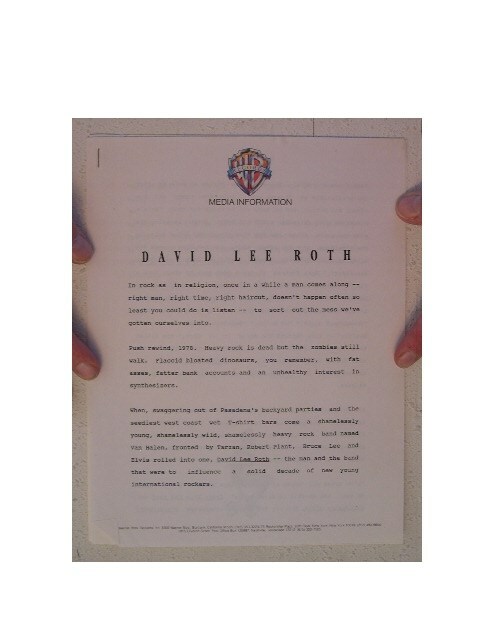 WB
MEDIA INFORMATION
DAVID LEE ROTH
In rock as in religion, once in a while a man comes along --
right man, right time, right haircut, doesn't happen often so
least you could do is listen -- to sort out the mess we've
gotten ourselves into.
Push rewind, 1978. Heavy rock is dead but the zombies still
walk. Flaccid bloated dinosaurs, you remember, with fat
asses, fatter bank accounts and an unhealthy interest in
synthesizers.
When, swaggering out of Pasadena's backyard parties and the
seediest west coast wet T-shirt bars come a shamelessly
young, shamelessly wild, shamelessly heavy rock band named
Van Halen, fronted by Tarzan, Robert Plant, Bruce Lee and
Elvis rolled into one, David Lee Roth -- the man and the band
that were to influence a solid decade of new young
international rockers.